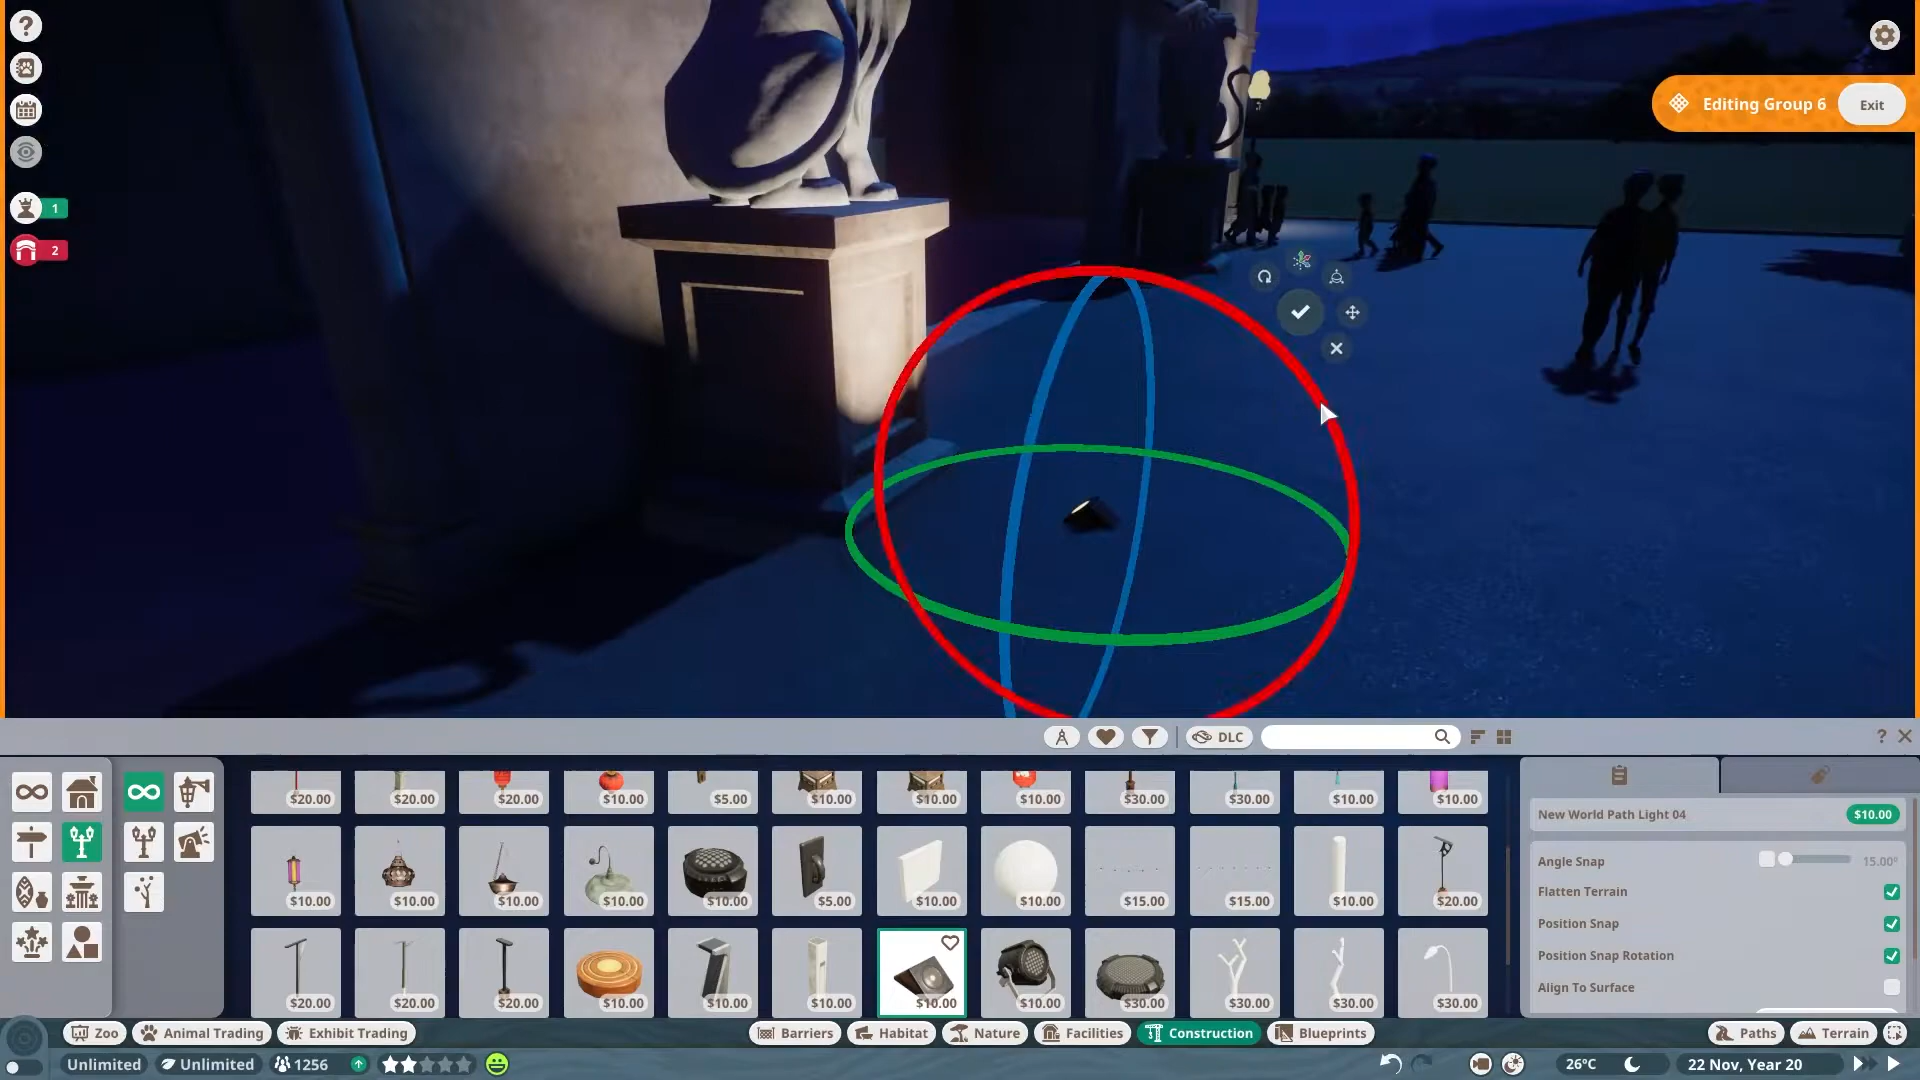 Editing Group 6
Exit
1
2
DLC
$20.00 $20.00 $20.00 $10.00 $5.00 $10.00 $10.00 $10.00 $30.00 $30.00 $10.00 $10.00
$10.00 $10.00 $10.00 $10.00 $10.00 $5.00 $10.00 $10.00 $15.00 $15.00 $10.00 $20.00
$20.00 $20.00 $20.00 $10.00 $10.00 $10.00 $10.00 $10.00 $30.00 $30.00 $30.00 $30.00
New World Path Light 04 $10.00
Angle Snap 15.00°
Flatten Terrain
Position Snap
Position Snap Rotation
Align To Surface
Zoo Animal Trading Exhibit Trading Barriers Habitat Nature Facilities Construction Blueprints Paths Terrain
Unlimited Unlimited 1256 26°C 22 Nov, Year 20